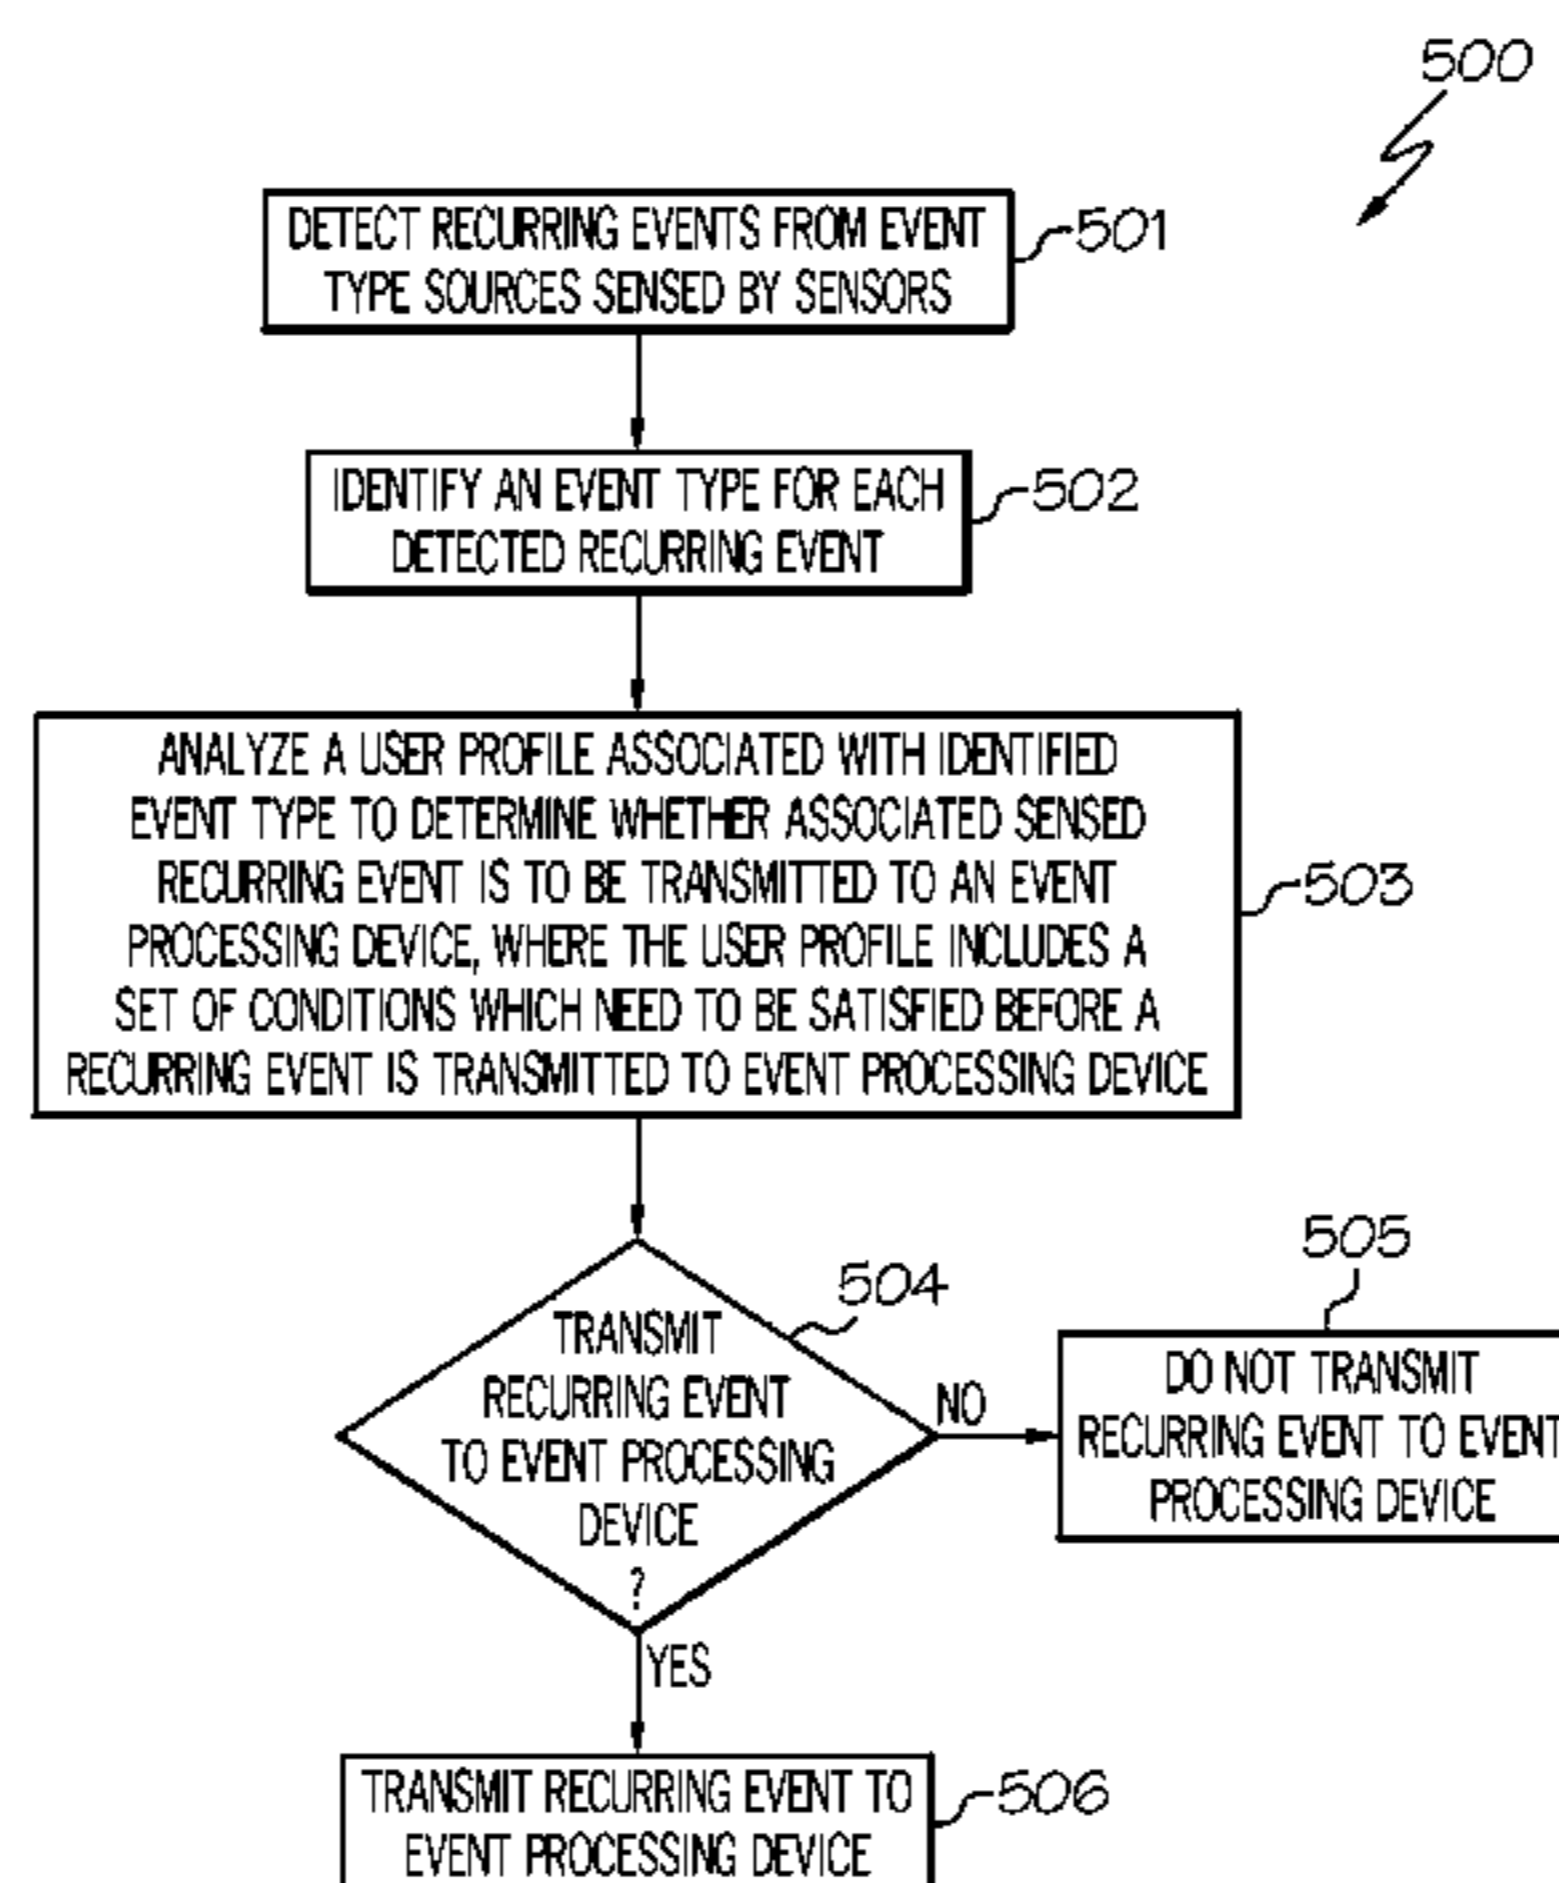 500
DETECT RECURRING EVENTS FROM EVENT
TYPE SOURCES SENSED BY SENSORS
501
IDENTIFY AN EVENT TYPE FOR EACH
DETECTED RECURRING EVENT
502
ANALYZE A USER PROFILE ASSOCIATED WITH IDENTIFIED
EVENT TYPE TO DETERMINE WHETHER ASSOCIATED SENSED
RECURRING EVENT IS TO BE TRANSMITTED TO AN EVENT
PROCESSING DEVICE, WHERE THE USER PROFILE INCLUDES A
SET OF CONDITIONS WHICH NEED TO BE SATISFIED BEFORE A
RECURRING EVENT IS TRANSMITTED TO EVENT PROCESSING DEVICE
503
TRANSMIT
RECURRING EVENT
TO EVENT PROCESSING
DEVICE
?
504
NO
505
DO NOT TRANSMIT
RECURRING EVENT TO EVENT
PROCESSING DEVICE
YES
TRANSMIT RECURRING EVENT TO
EVENT PROCESSING DEVICE
506